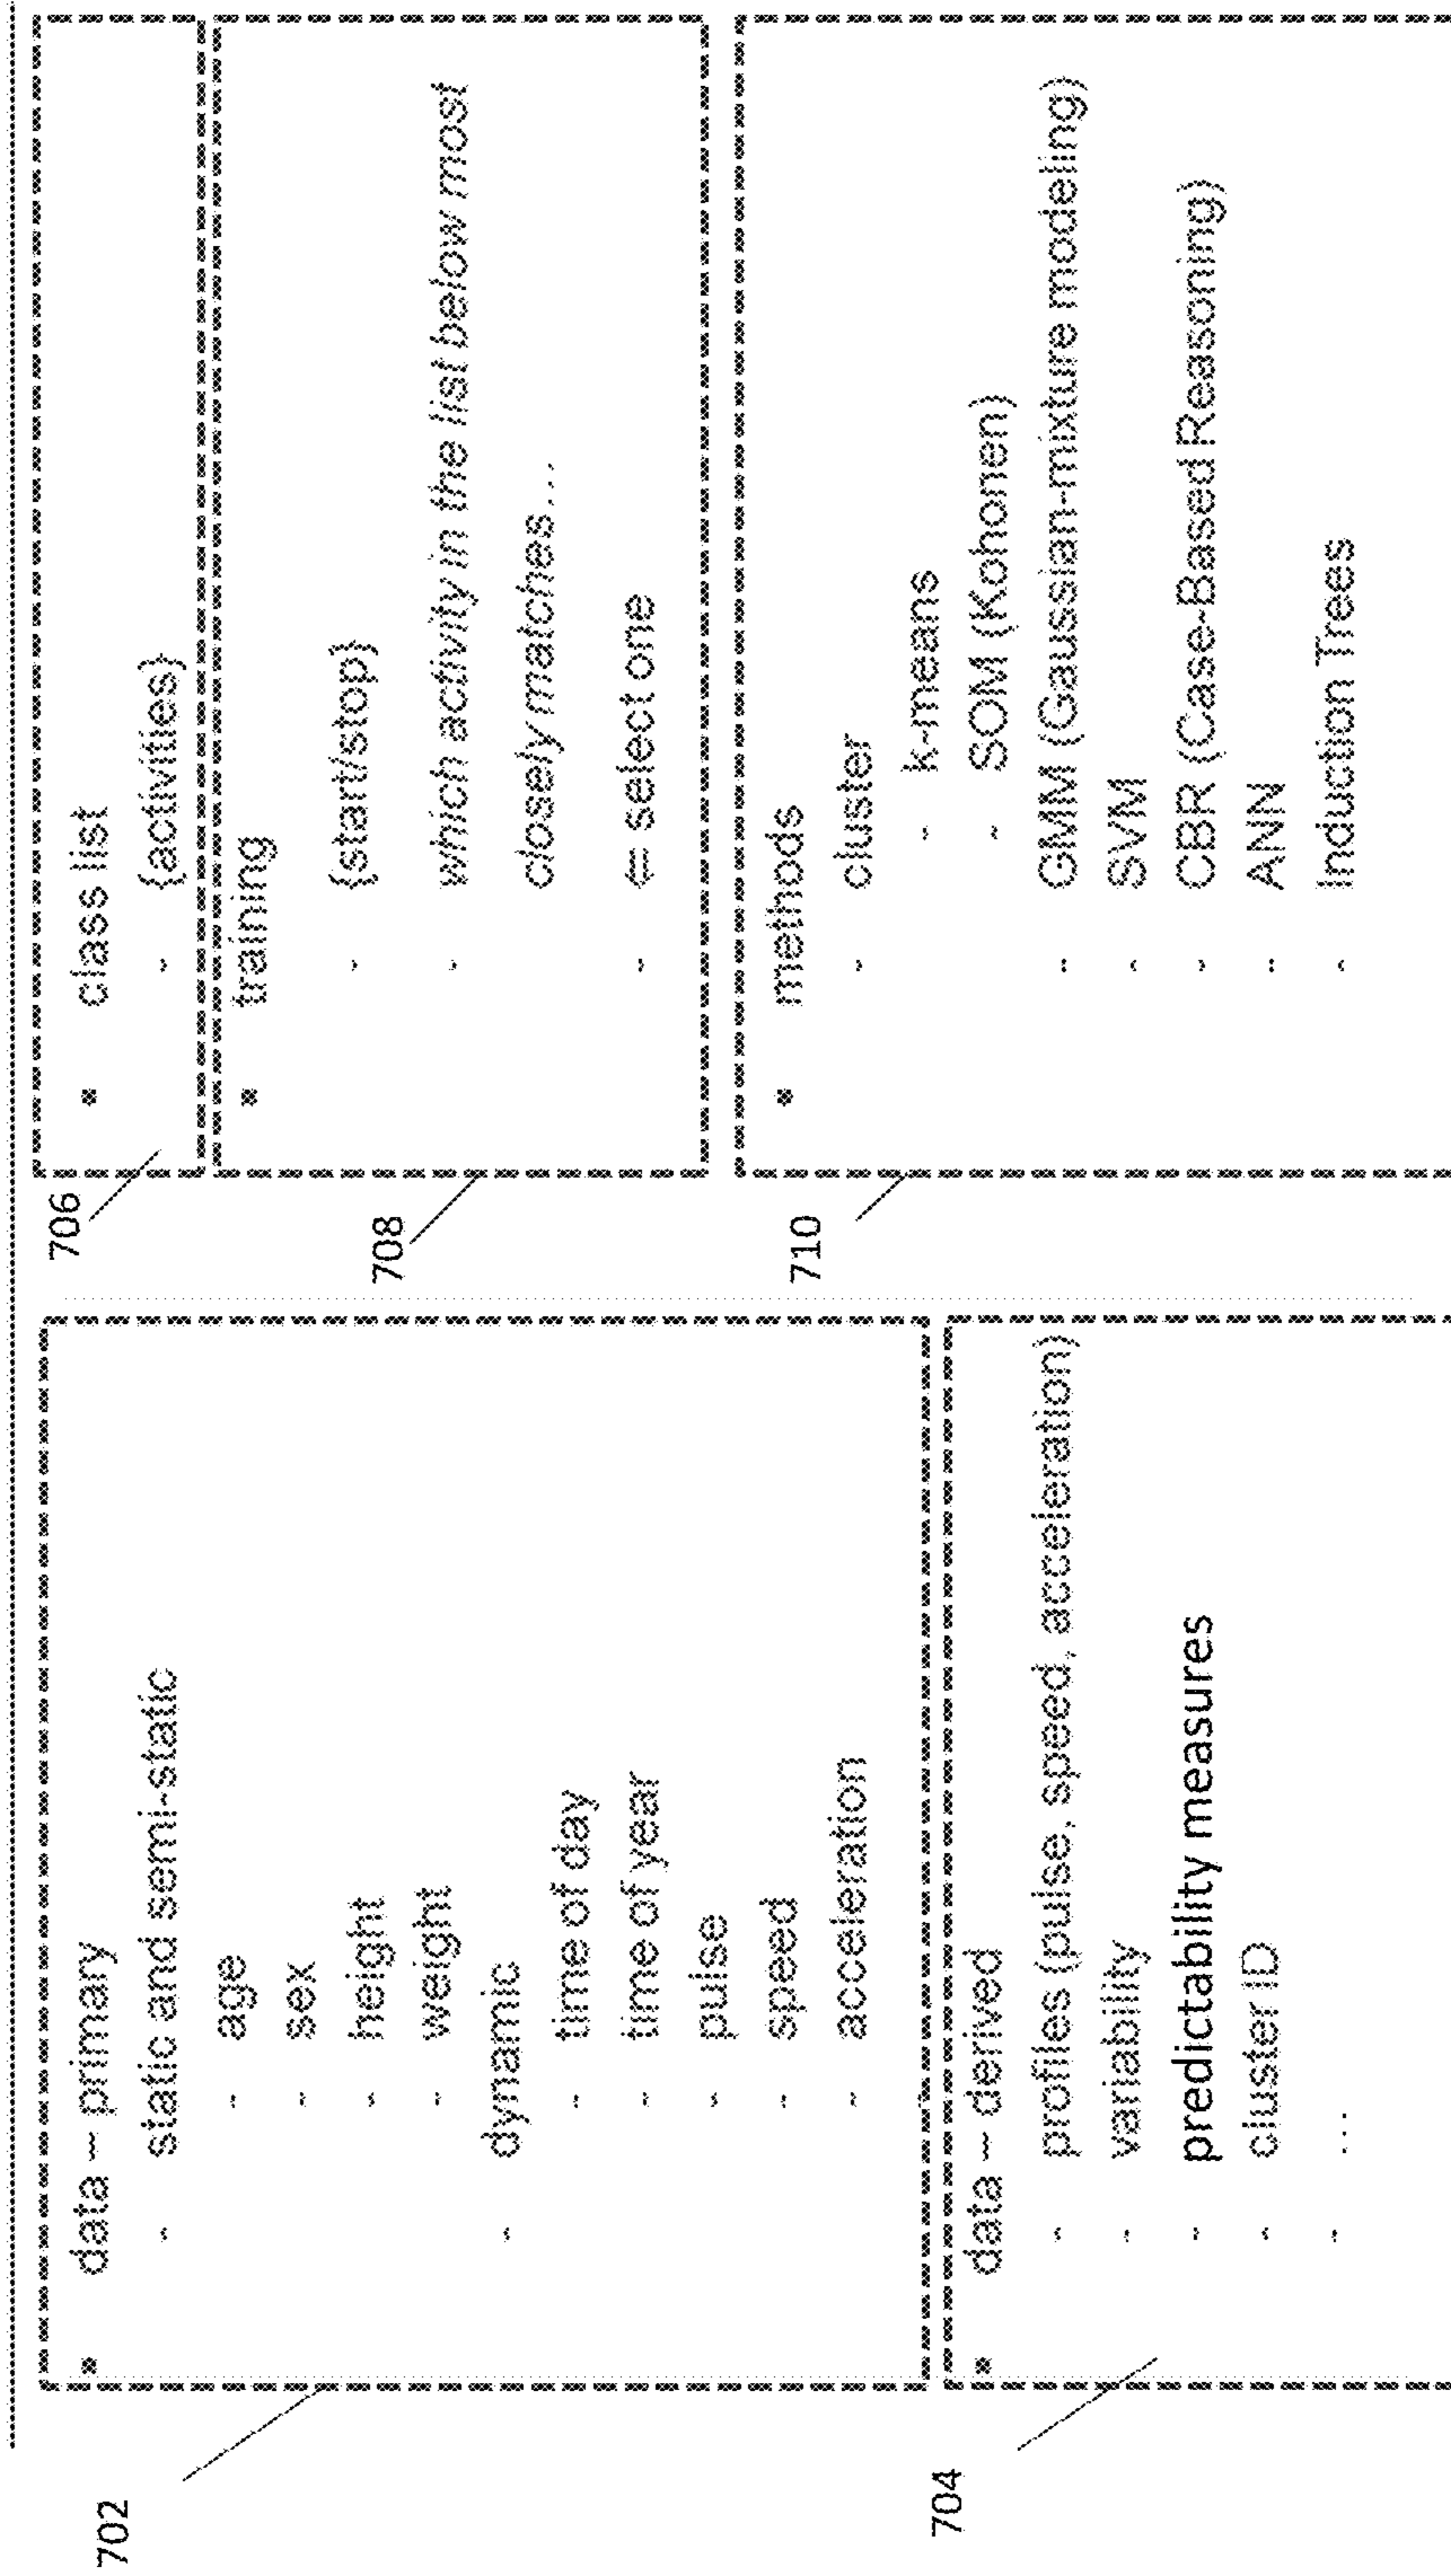 702
• data – primary
- static and semi-static
- age
- sex
- height
- weight
- dynamic
- time of day
- time of year
- pulse
- speed
- acceleration
704
• data – derived
- profiles (pulse, speed, acceleration)
- variability
- predictability measures
- cluster ID
- ...
706
• class list
- {activities}
708
• training
- {start/stop}
- which activity in the list below most
closely matches...
- ⇐ select one
710
• methods
- cluster
- k-means
- SOM (Kohonen)
- GMM (Gaussian-mixture modeling)
- SVM
- CBR (Case-Based Reasoning)
- ANN
- Induction Trees